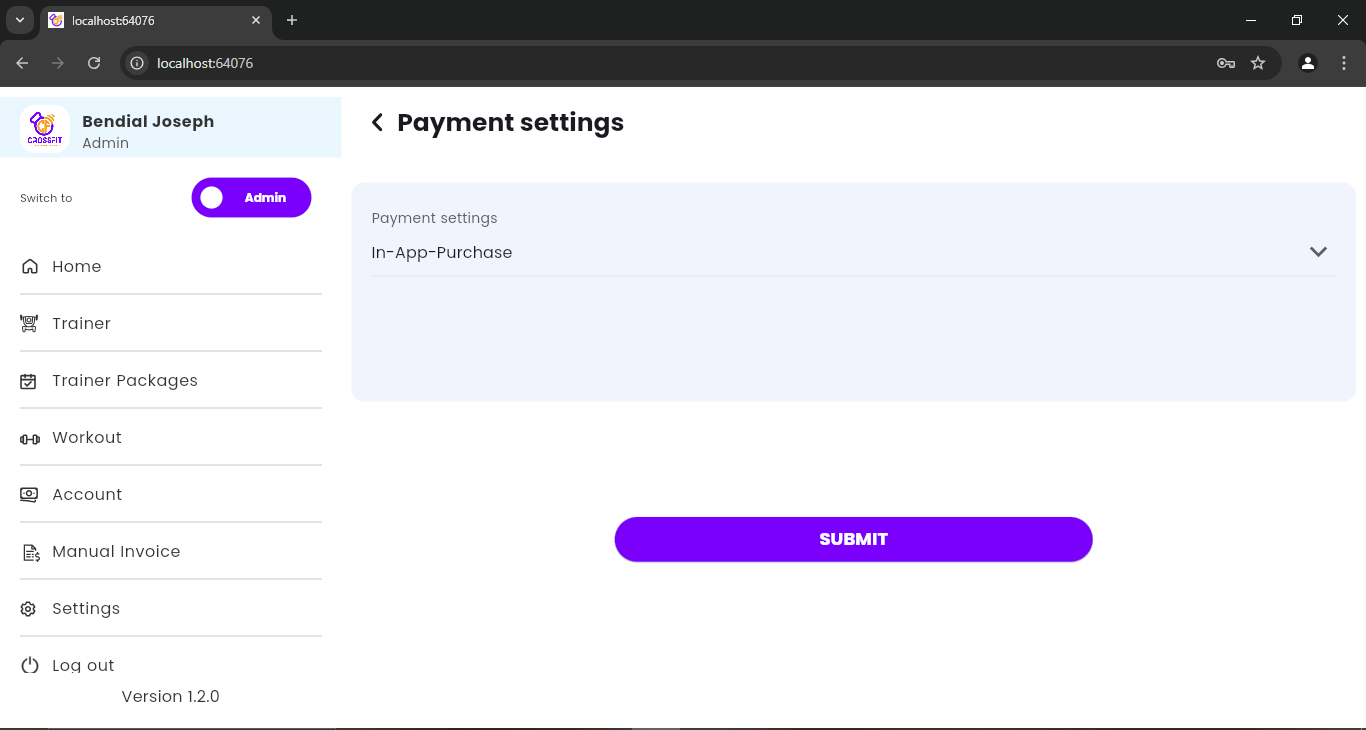 localhost:64076
localhost:64076
Bendial Joseph
Admin
CROSSFIT
Switch to
Admin
Home
Trainer
Trainer Packages
Workout
Account
Manual Invoice
Settings
Log out
Version 1.2.0
Payment settings
Payment settings
In-App-Purchase
SUBMIT